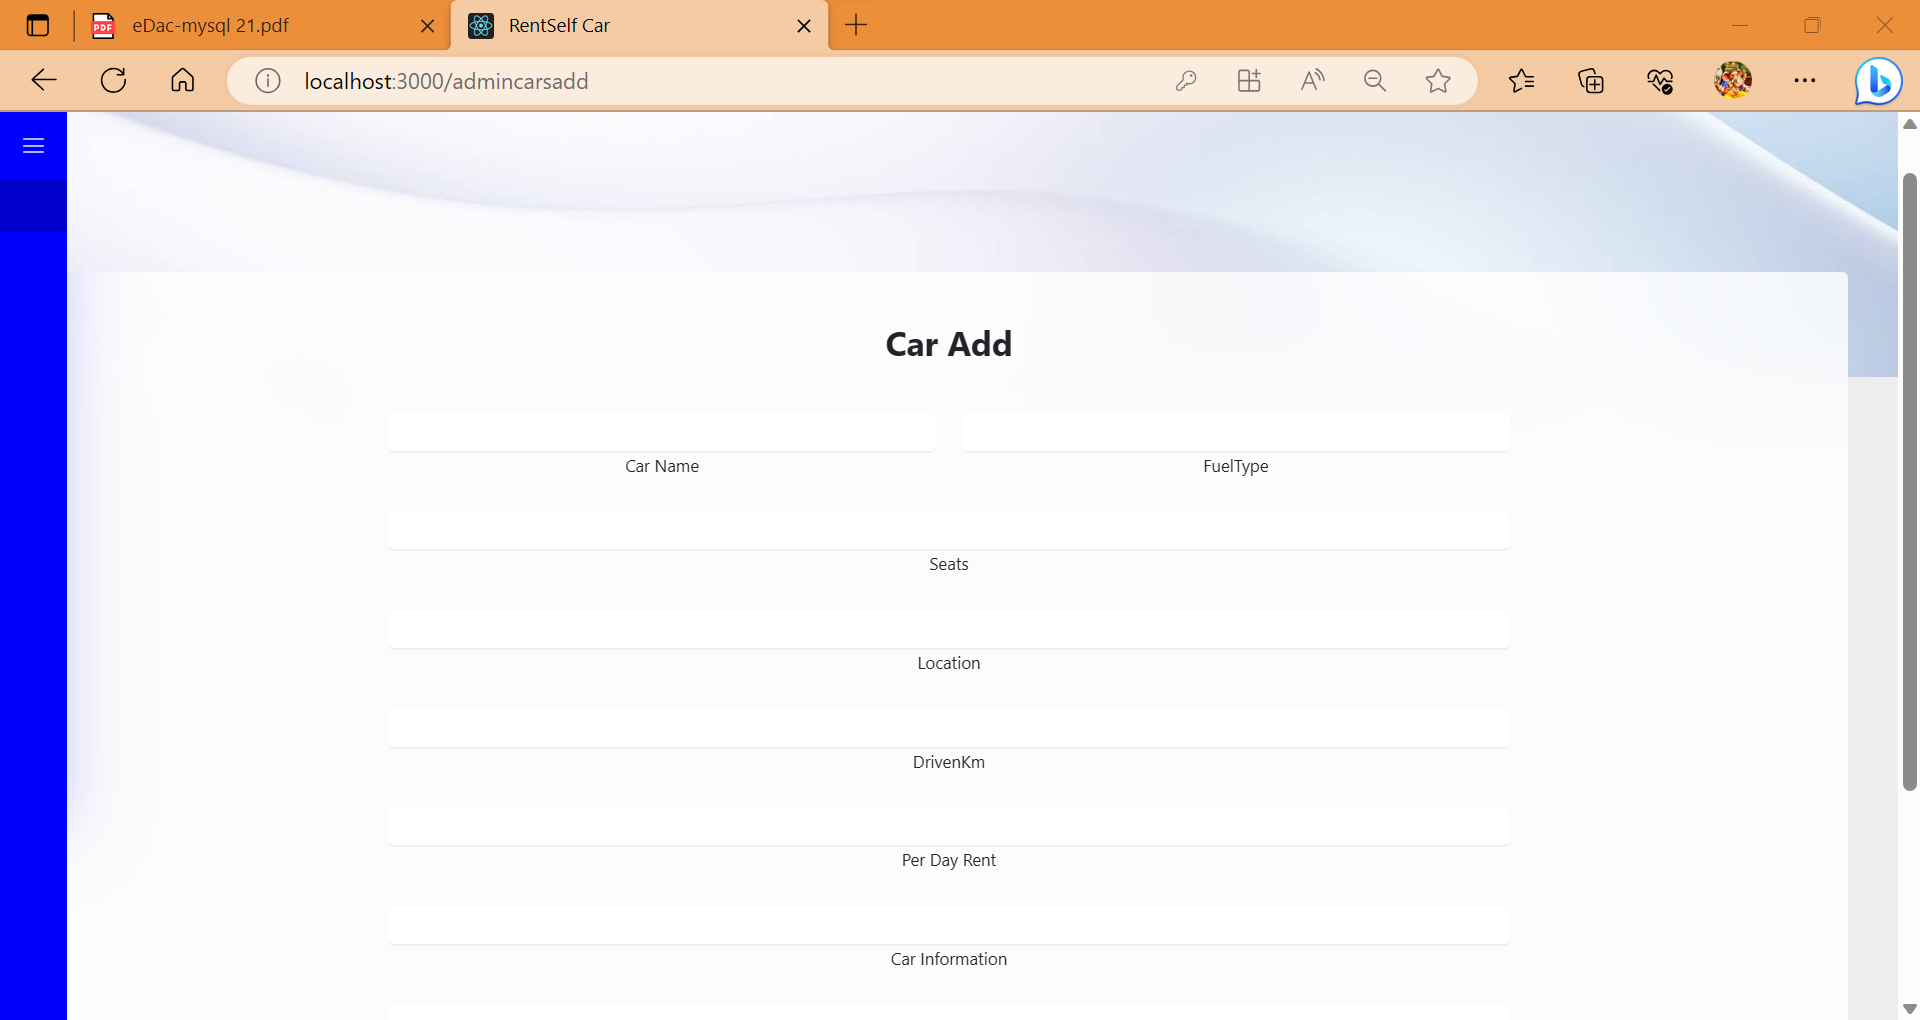 eDac-mysql 21.pdf
RentSelf Car
localhost:3000/admincarsadd
Car Add
Car Name
FuelType
Seats
Location
DrivenKm
Per Day Rent
Car Information